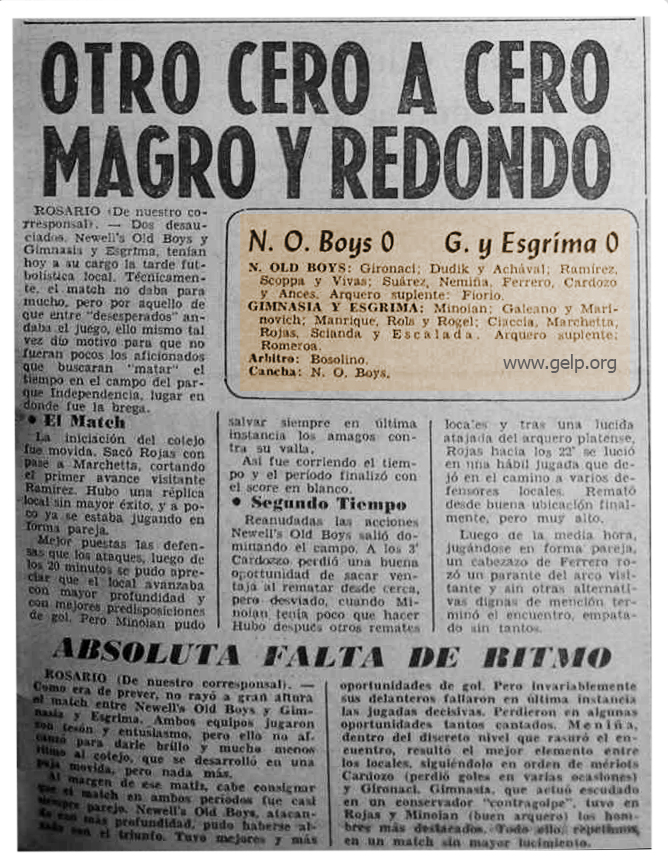 OTRO CERO A CERO
MAGRO Y REDONDO
ROSARIO (De nuestro co-
rresponsal). — Dos desau-
ciados, Newell's Old Boys y
Gimnasia y Esgrima, tenían
hoy a su cargo la tarde fut-
bolística local. Técnicamen-
te, el match no daba para
mucho, pero por aquello de
que entre "desesperados" an-
daba el juego, ello mismo tal
vez dio motivo para que no
fueran pocos los aficionados
que buscaran "matar" el
tiempo en el campo del par-
que Independencia, lugar en
donde fue la brega.
• El Match
La iniciación del cotejo
fue movida. Sacó Rojas con
pase a Marchetta, cortando
el primer avance visitante
Ramírez. Hubo una réplica
local sin mayor éxito, y a po-
co ya se estaba jugando en
forma pareja.
Mejor puestas las defen-
sas que los ataques, luego de
los 20 minutos se pudo apre-
ciar que el local avanzaba
con mayor profundidad y
con mejores predisposiciones
de gol. Pero Minoian pudo
N. O. Boys 0 G. y Esgrima 0
N. OLD BOYS: Gironaci; Dudik y Achával; Ramírez,
Scoppa y Vivas; Suárez, Nemiña, Ferrero, Cardozo
y Ances. Arquero suplente: Fiorio.
GIMNASIA Y ESGRIMA: Minoian; Galeano y Mari-
novich; Manrique, Rola y Rogel; Ciaccia, Marchetta,
Rojas, Scianda y Escalada. Arquero suplente;
Romeroa.
Arbitro: Bosolino.
Cancha: N. O. Boys.
www.gelp.org
salvar siempre en última
instancia los amagos con-
tra su valla.
Así fue corriendo el tiem-
po y el período finalizó con
el score en blanco.
• Segundo Tiempo
Reanudadas las acciones
Newell's Old Boys salió do-
minando el campo. A los 3'
Cardozzo perdió una buena
oportunidad de sacar ven-
taja al rematar desde cerca,
pero desviado, cuando Mi-
noian tenía poco que hacer
Hubo después otros remates
locales y tras una lucida
atajada del arquero platense,
Rojas hacia los 22' se lució
en una hábil jugada que de-
jó en el camino a varios de-
fensores locales. Remató
desde buena ubicación final-
mente, pero muy alto.
Luego de la media hora,
jugándose en forma pareja,
un cabezazo de Ferrero ro-
zó un parante del arco visi-
tante y sin otras alternati-
vas dignas de mención ter-
minó el encuentro, empata-
do sin tantos.
ABSOLUTA FALTA DE RITMO
ROSARIO (De nuestro corresponsal). —
Como era de prever, no rayó a gran altura
el match entre Newell's Old Boys y Gim-
nasia y Esgrima. Ambos equipos jugaron
con tesón y entusiasmo, pero ello no al-
canzó para darle brillo y mucho menos
ritmo al cotejo, que se desarrolló en una
puja movida, pero nada más.
Al margen de ese matiz, cabe consignar
que el match en ambos períodos fue casi
siempre parejo. Newell's Old Boys, atacan-
do con más profundidad, pudo haberse al-
zado con el triunfo. Tuvo mejores y más
oportunidades de gol. Pero invariablemente
sus delanteros fallaron en última instancia
las jugadas decisivas. Perdieron en algunas
oportunidades tantos cantados. Meniña,
dentro del discreto nivel que rasuró el en-
cuentro, resultó el mejor elemento entre
los locales, siguiéndolo en orden de mériots
Cardozo (perdió goles en varias ocasiones)
y Gironaci. Gimnasia, que actuó escu-
dado en un conservador "contragolpe", tuvo en
Rojas y Minoian (buen arquero) los hom-
bres más destacados. Todo ello, repetimos,
en un match sin mayor lucimiento.